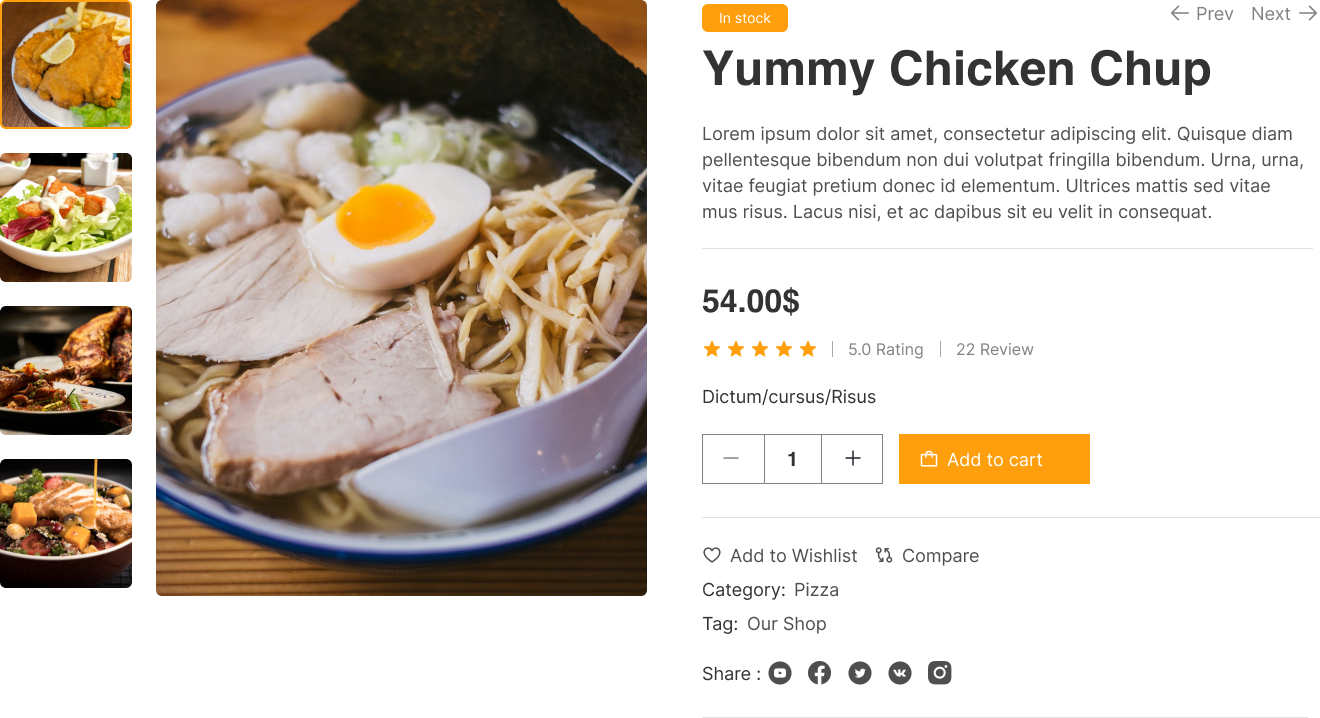 In stock
Prev Next
Yummy Chicken Chup
Lorem ipsum dolor sit amet, consectetur adipiscing elit. Quisque diam
pellentesque bibendum non dui volutpat fringilla bibendum. Urna, urna,
vitae feugiat pretium donec id elementum. Ultrices mattis sed vitae
mus risus. Lacus nisi, et ac dapibus sit eu velit in consequat.
54.00$
5.0 Rating | 22 Review
Dictum/cursus/Risus
1
Add to cart
Add to Wishlist Compare
Category: Pizza
Tag: Our Shop
Share :